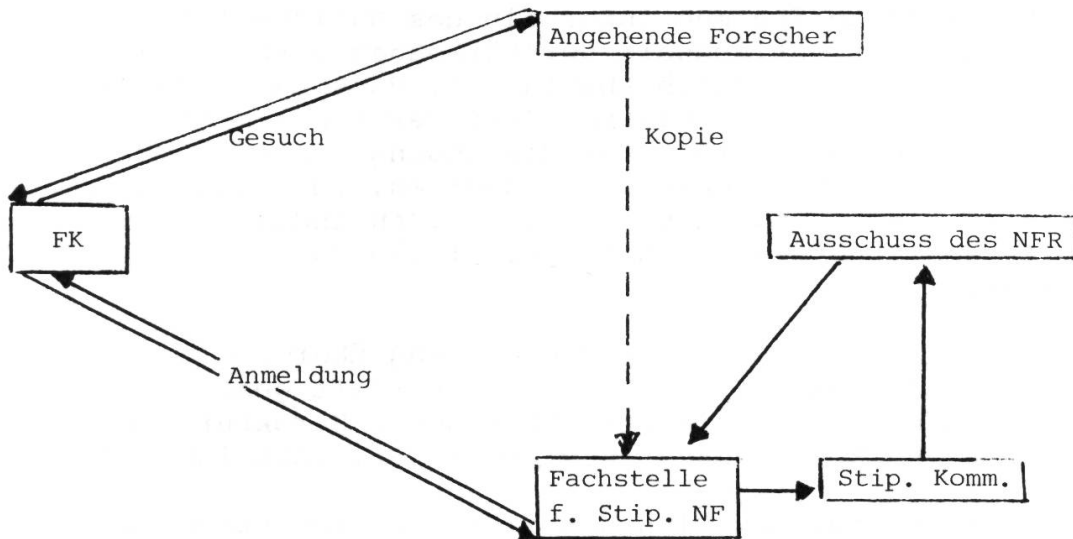 Angehende Forscher
Gesuch
Kopie
FK
Ausschuss des NFR
Anmeldung
Fachstelle
f. Stip. NF
Stip. Komm.